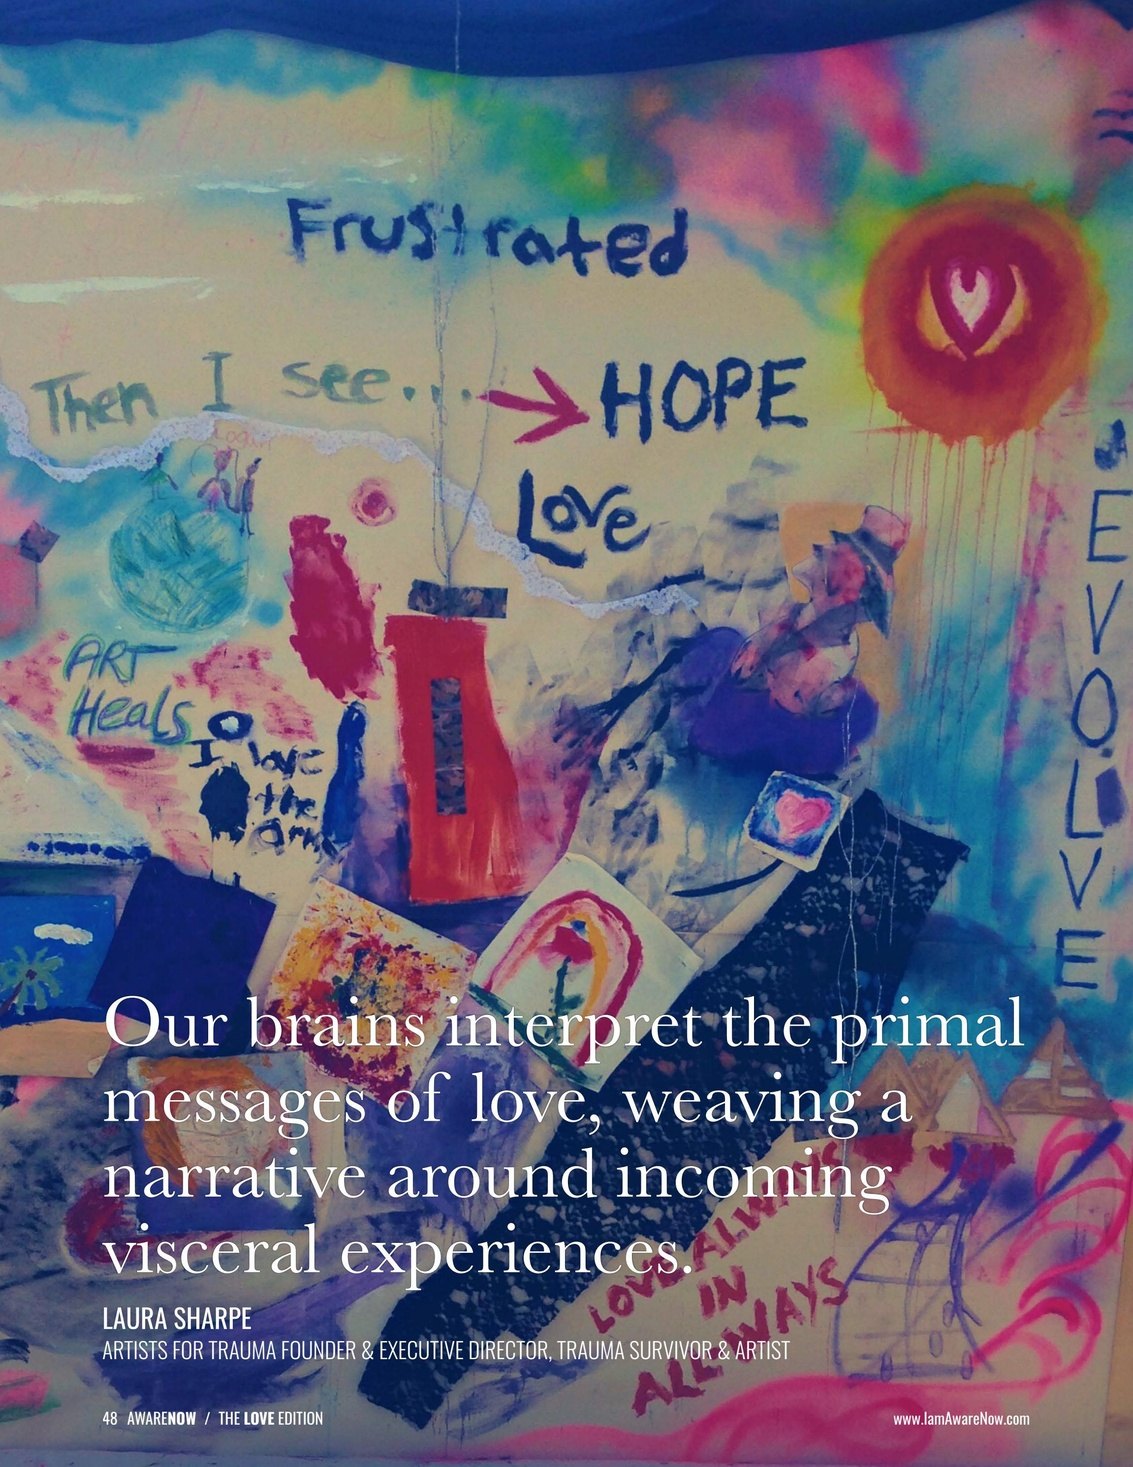 Frustrated
Then I see... HOPE
Love
EVOLVE
ART
Heals
I love
the
Our brains interpret the primal
messages of love, weaving a
narrative around incoming
visceral experiences.
LOVE ALWAYS
IN
ALL WAYS
LAURA SHARPE
ARTISTS FOR TRAUMA FOUNDER & EXECUTIVE DIRECTOR, TRAUMA SURVIVOR & ARTIST
48 AWARENOW / THE LOVE EDITION
www.IamAwareNow.com